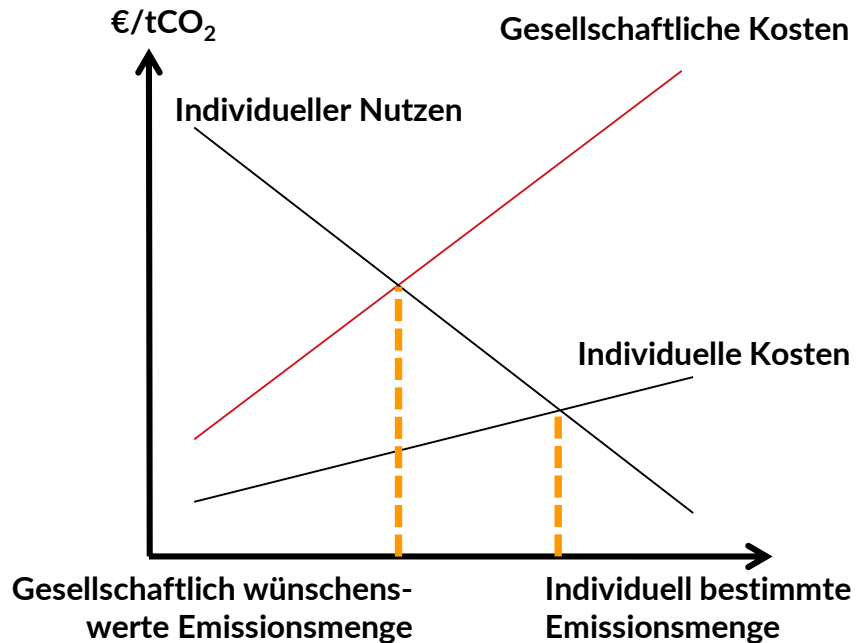 €/tCO₂
Gesellschaftliche Kosten
Individueller Nutzen
Individuelle Kosten
Gesellschaftlich wünschens-
werte Emissionsmenge
Individuell bestimmte
Emissionsmenge